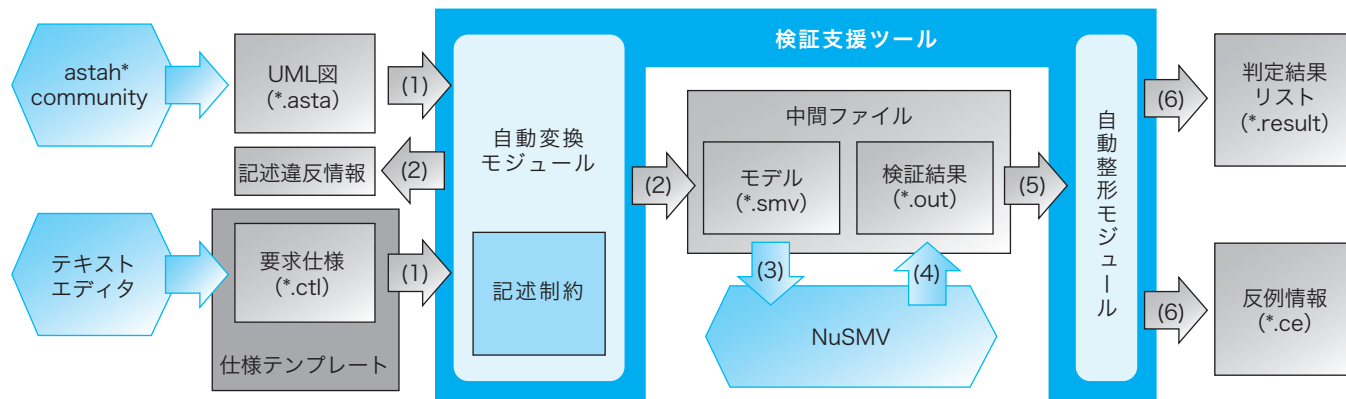 検証支援ツール
astah*
community
UML図
(*.asta)
(1)
記述違反情報
(2)
テキスト
エディタ
要求仕様
(*.ctl)
(1)
仕様テンプレート
自動変換
モジュール
記述制約
(2)
中間ファイル
モデル
(*.smv)
検証結果
(*.out)
(3)
(4)
NuSMV
(5)
自動整形モジュール
(6)
判定結果
リスト
(*.result)
(6)
反例情報
(*.ce)